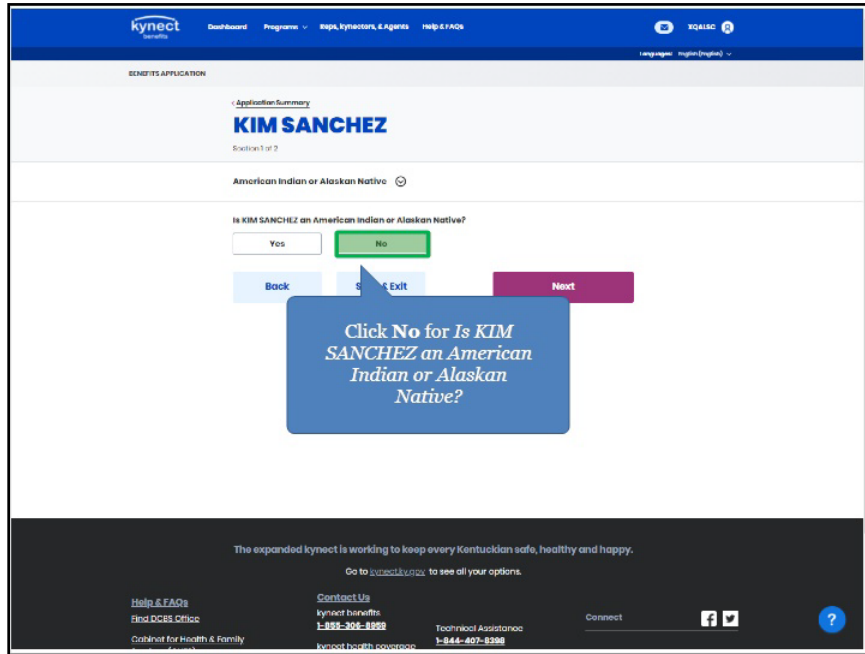 kynect
benefits
Dashboard Programs Reps, kynectors, & Agents Help & FAQs
XQALSC
Languages: English (English)
BENEFITS APPLICATION
< Application Summary
KIM SANCHEZ
Section 1 of 2
American Indian or Alaskan Native
Is KIM SANCHEZ an American Indian or Alaskan Native?
Yes No
Back S & Exit Next
Click No for Is KIM
SANCHEZ an American
Indian or Alaskan
Native?
The expanded kynect is working to keep every Kentuckian safe, healthy and happy.
Go to kynect.ky.gov to see all your options.
Help & FAQs
Find DCBS Office
Cabinet for Health & Family
Contact Us
kynect benefits
1-855-306-8959
kynect health coverage
Technical Assistance
1-844-407-8398
Connect
?